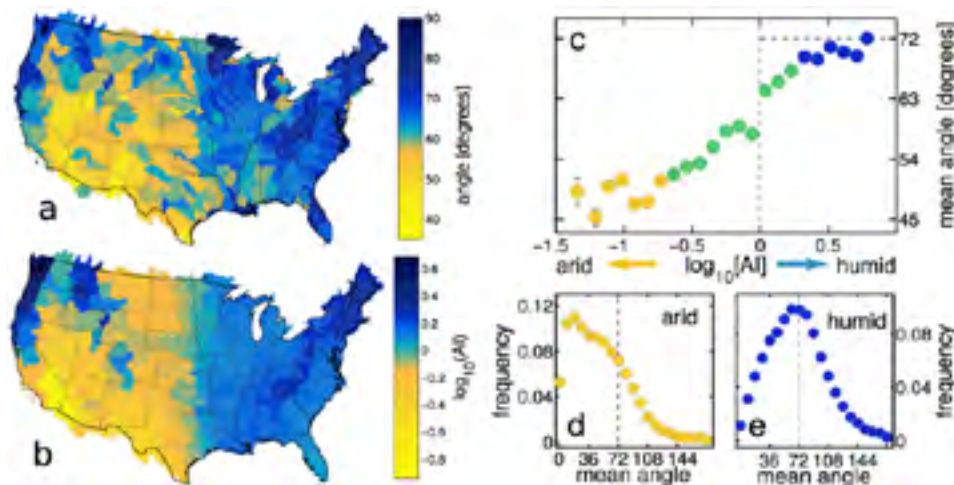 a
90
80
70
60
50
40
angle [degrees]
b
0.6
0.4
0.2
0
-0.2
-0.4
-0.6
-0.8
log10(AI)
c
72
63
54
45
mean angle [degrees]
-1.5
-1
-0.5
0
0.5
arid
log10[AI]
humid
0.12
0.08
0.04
0
frequency
arid
d
0 36 72 108 144
mean angle
humid
e
0.08
0.04
0
frequency
36 72 108 144
mean angle